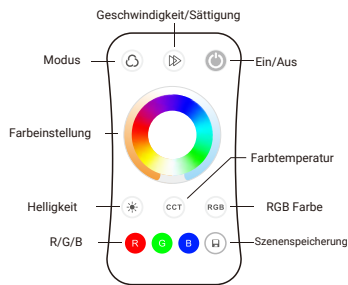 Geschwindigkeit/Sättigung
Modus
Ein/Aus
Farbeinstellung
Farbtemperatur
Helligkeit
CCT
RGB
RGB Farbe
R/G/B
R
G
B
Szenenspeicherung